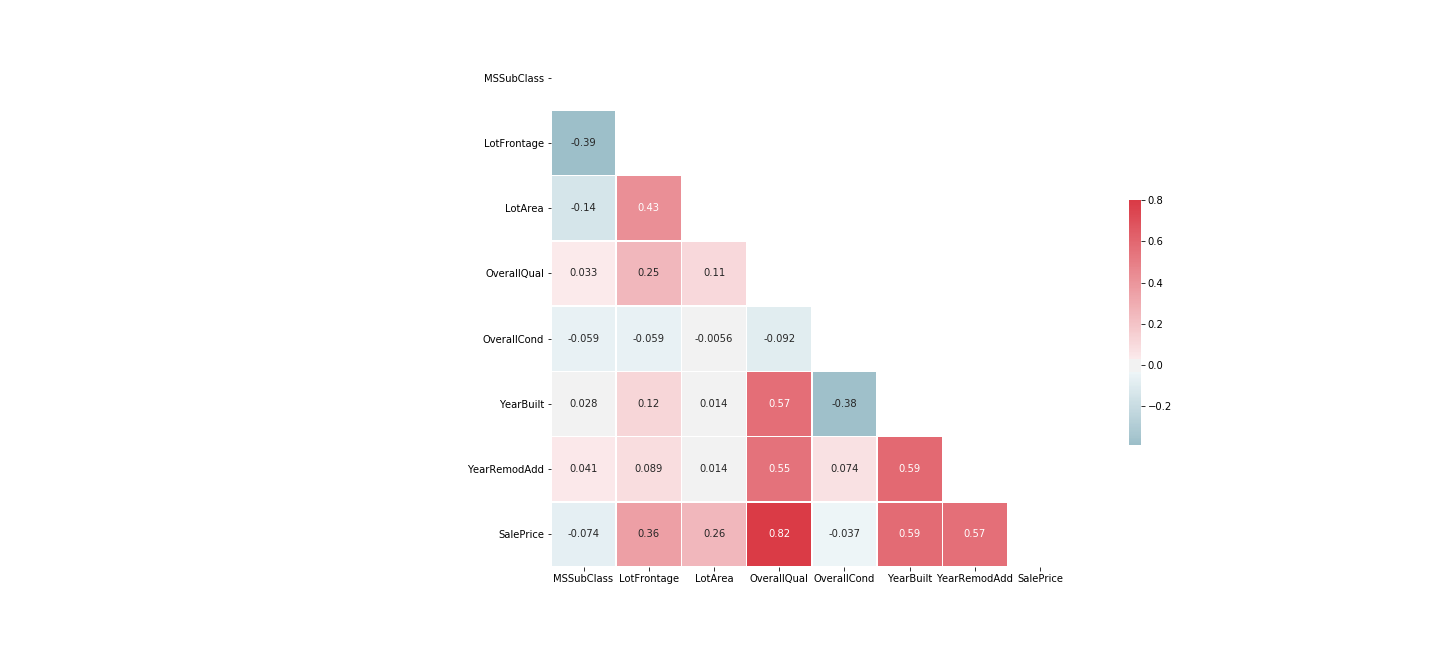 MSSubClass
LotFrontage -0.39
LotArea -0.14 0.43
OverallQual 0.033 0.25 0.11
OverallCond -0.059 -0.059 -0.0056 -0.092
YearBuilt 0.028 0.12 0.014 0.57 -0.38
YearRemodAdd 0.041 0.089 0.014 0.55 0.074 0.59
SalePrice -0.074 0.36 0.26 0.82 -0.037 0.59 0.57
MSSubClass LotFrontage LotArea OverallQual OverallCond YearBuilt YearRemodAdd SalePrice
0.8
0.6
0.4
0.2
0.0
−0.2